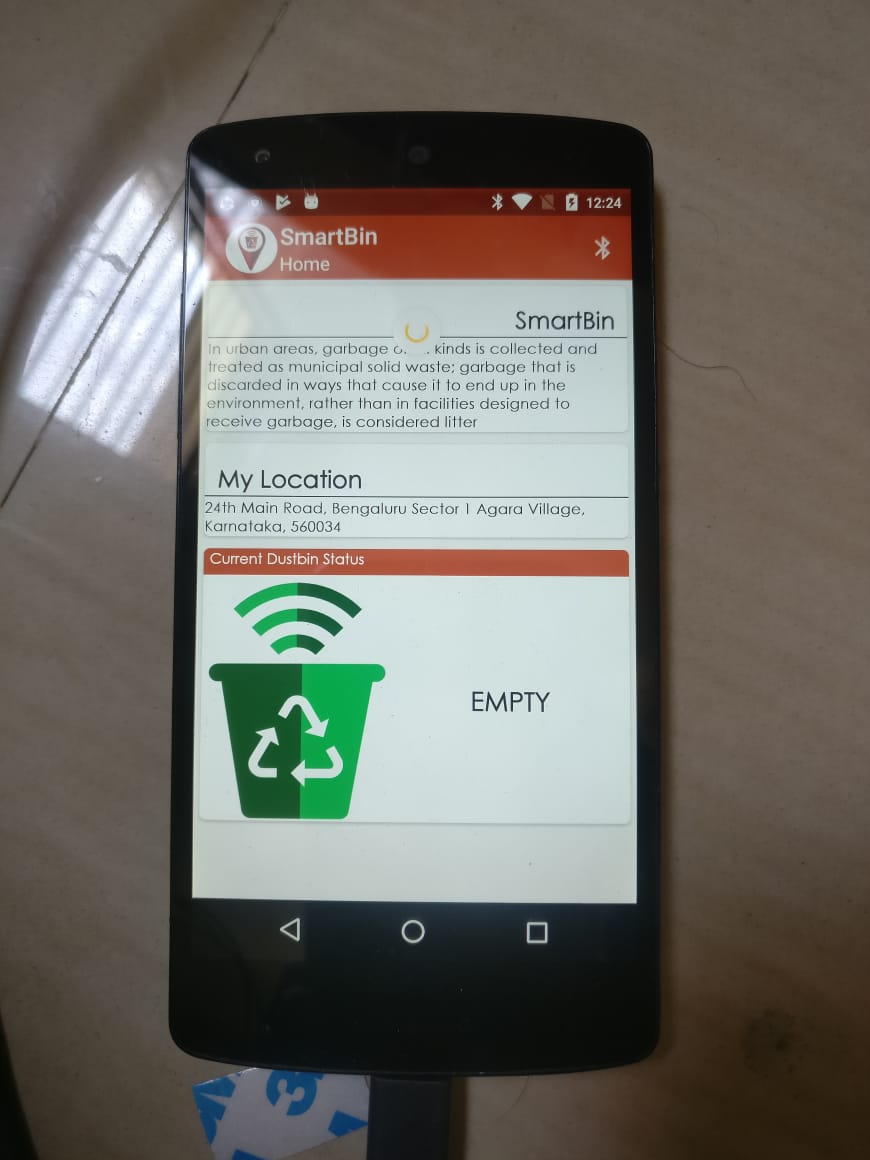 12:24
SmartBin
Home
SmartBin
In urban areas, garbage kinds is collected and
treated as municipal solid waste; garbage that is
discarded in ways that cause it to end up in the
environment, rather than in facilities designed to
receive garbage, is considered litter
My Location
24th Main Road, Bengaluru Sector 1 Agara Village,
Karnataka, 560034
Current Dustbin Status
EMPTY
3